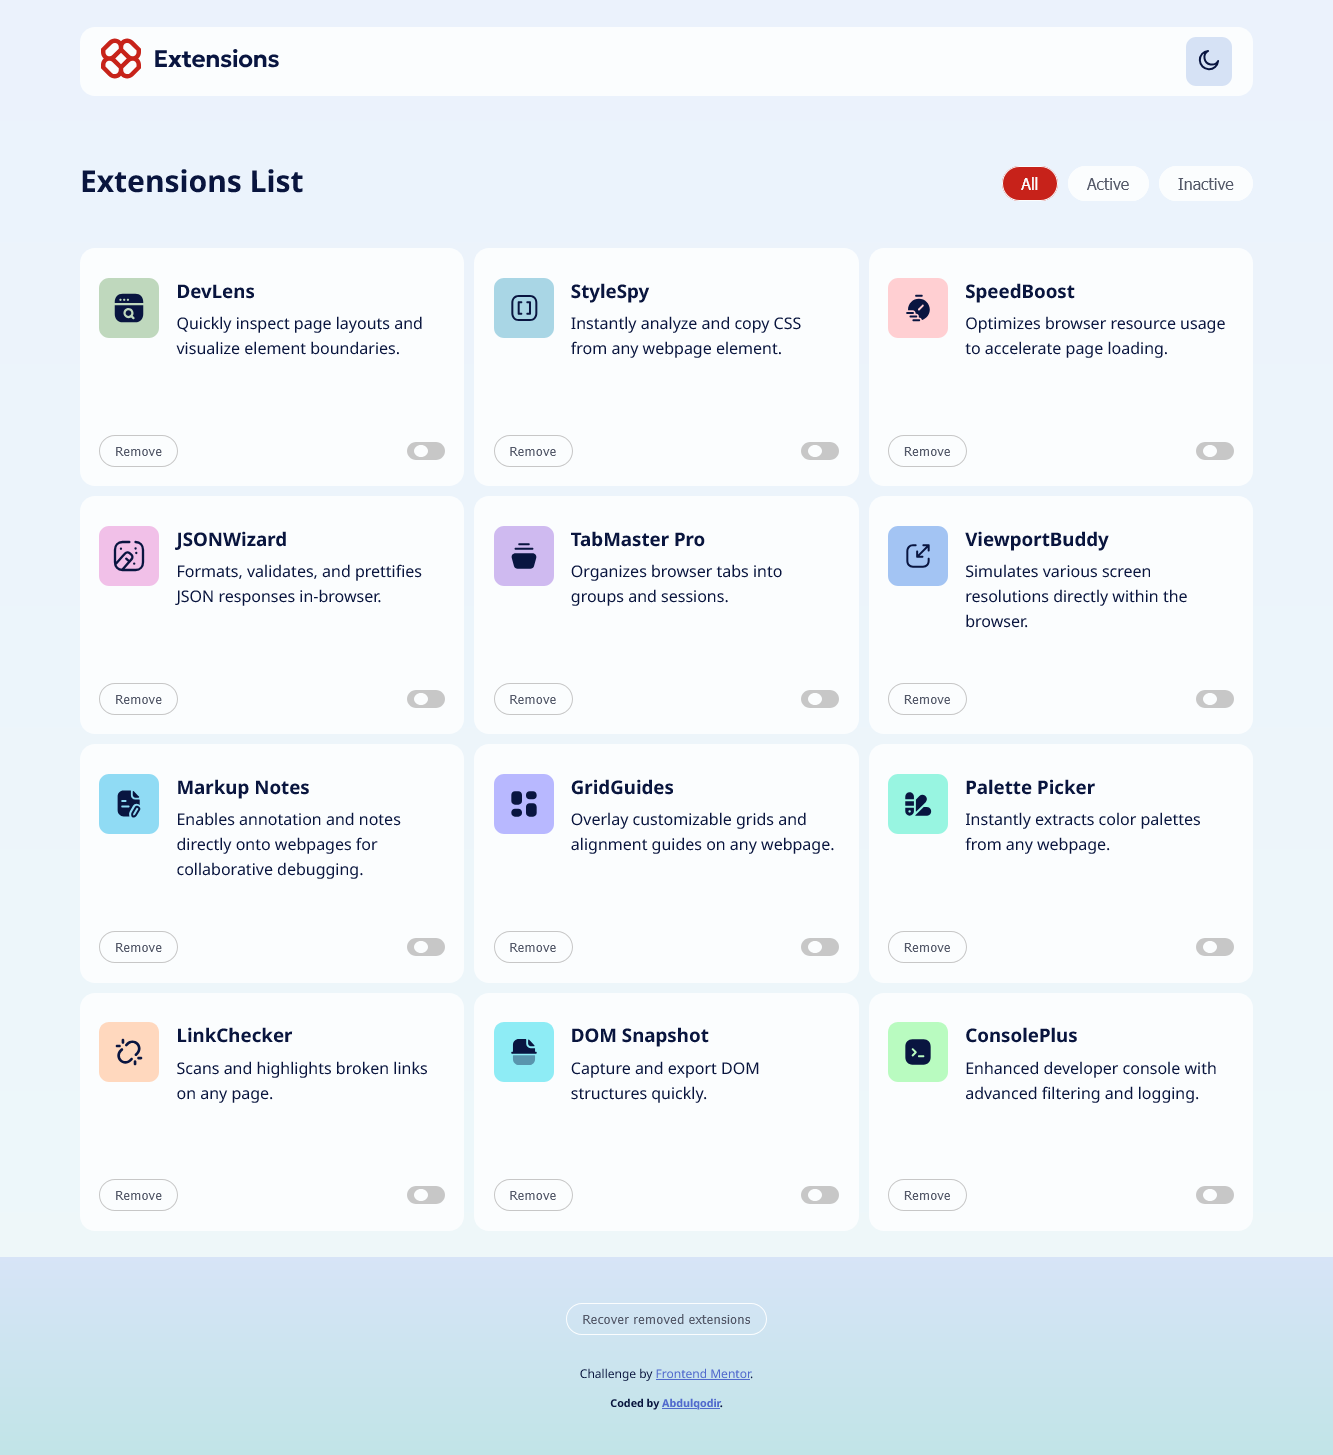 Extensions
Extensions List
All
Active
Inactive
DevLens
Quickly inspect page layouts and
visualize element boundaries.
Remove
StyleSpy
Instantly analyze and copy CSS
from any webpage element.
Remove
SpeedBoost
Optimizes browser resource usage
to accelerate page loading.
Remove
JSONWizard
Formats, validates, and prettifies
JSON responses in-browser.
Remove
TabMaster Pro
Organizes browser tabs into
groups and sessions.
Remove
ViewportBuddy
Simulates various screen
resolutions directly within the
browser.
Remove
Markup Notes
Enables annotation and notes
directly onto webpages for
collaborative debugging.
Remove
GridGuides
Overlay customizable grids and
alignment guides on any webpage.
Remove
Palette Picker
Instantly extracts color palettes
from any webpage.
Remove
LinkChecker
Scans and highlights broken links
on any page.
Remove
DOM Snapshot
Capture and export DOM
structures quickly.
Remove
ConsolePlus
Enhanced developer console with
advanced filtering and logging.
Remove
Recover removed extensions
Challenge by Frontend Mentor.
Coded by Abdulqodir.